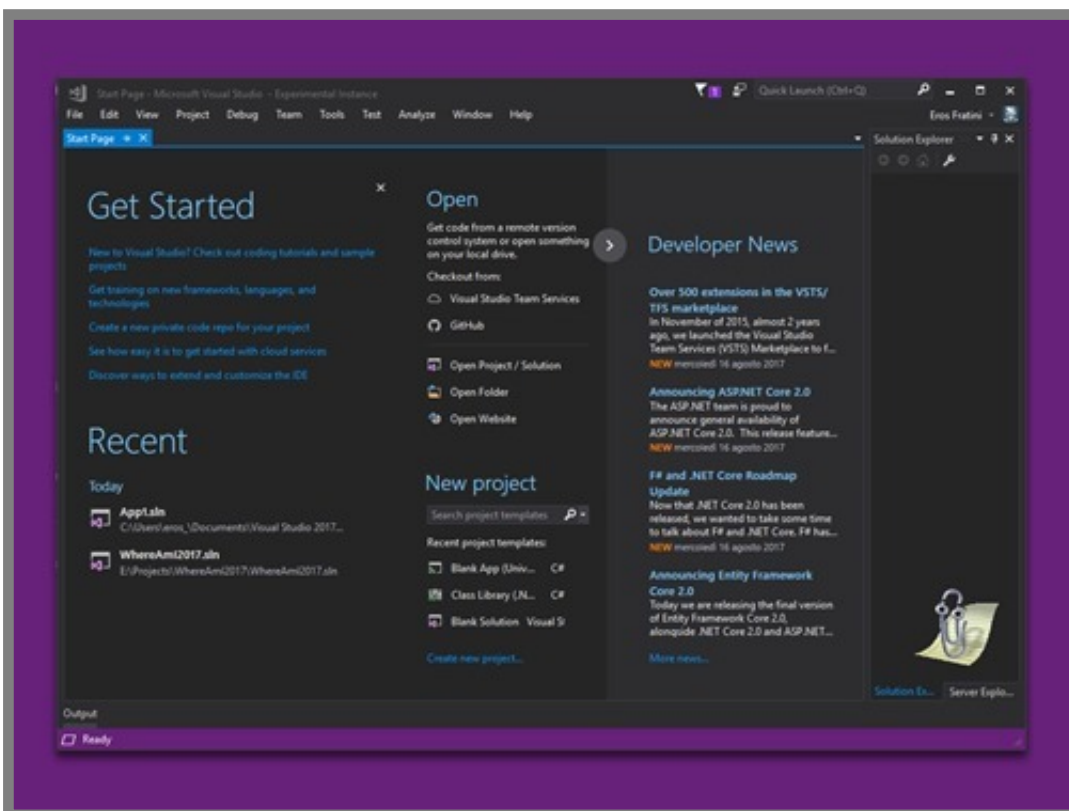 Start Page - Microsoft Visual Studio - Experimental Instance
1
Quick Launch (Ctrl+Q)
File Edit View Project Debug Team Tools Test Analyze Window Help
Eros Frattini
Start Page
Solution Explorer
Get Started
New to Visual Studio? Check out coding tutorials and sample
projects
Get training on new frameworks, languages, and
technologies
Create a new private code repo for your project
See how easy it is to get started with cloud services
Discover ways to extend and customize the IDE
Recent
Today
App1.sln
C:\Users\eros_\Documents\Visual Studio 2017...
WhereAmI2017.sln
E:\Projects\WhereAmI2017\WhereAmI2017.sln
Open
Get code from a remote version
control system or open something
on your local drive.
Checkout from:
Visual Studio Team Services
GitHub
Open Project / Solution
Open Folder
Open Website
New project
Search project templates
Recent project templates:
Blank App (Univ... C#
Class Library (.N... C#
Blank Solution Visual St
Create new project...
Developer News
Over 500 extensions in the VSTS/
TFS marketplace
In November of 2015, almost 2 years
ago, we launched the Visual Studio
Team Services (VSTS) Marketplace to f...
NEW mercoledì 16 agosto 2017
Announcing ASP.NET Core 2.0
The ASP.NET team is proud to
announce general availability of
ASP.NET Core 2.0. This release feature...
NEW mercoledì 16 agosto 2017
F# and .NET Core Roadmap
Update
Now that .NET Core 2.0 has been
released, we wanted to take some time
to talk about F# and .NET Core. F# has...
NEW mercoledì 16 agosto 2017
Announcing Entity Framework
Core 2.0
Today we are releasing the final version
of Entity Framework Core 2.0,
alongside .NET Core 2.0 and ASP.NET...
More news...
Solution Ex... Server Explo...
Output
Ready